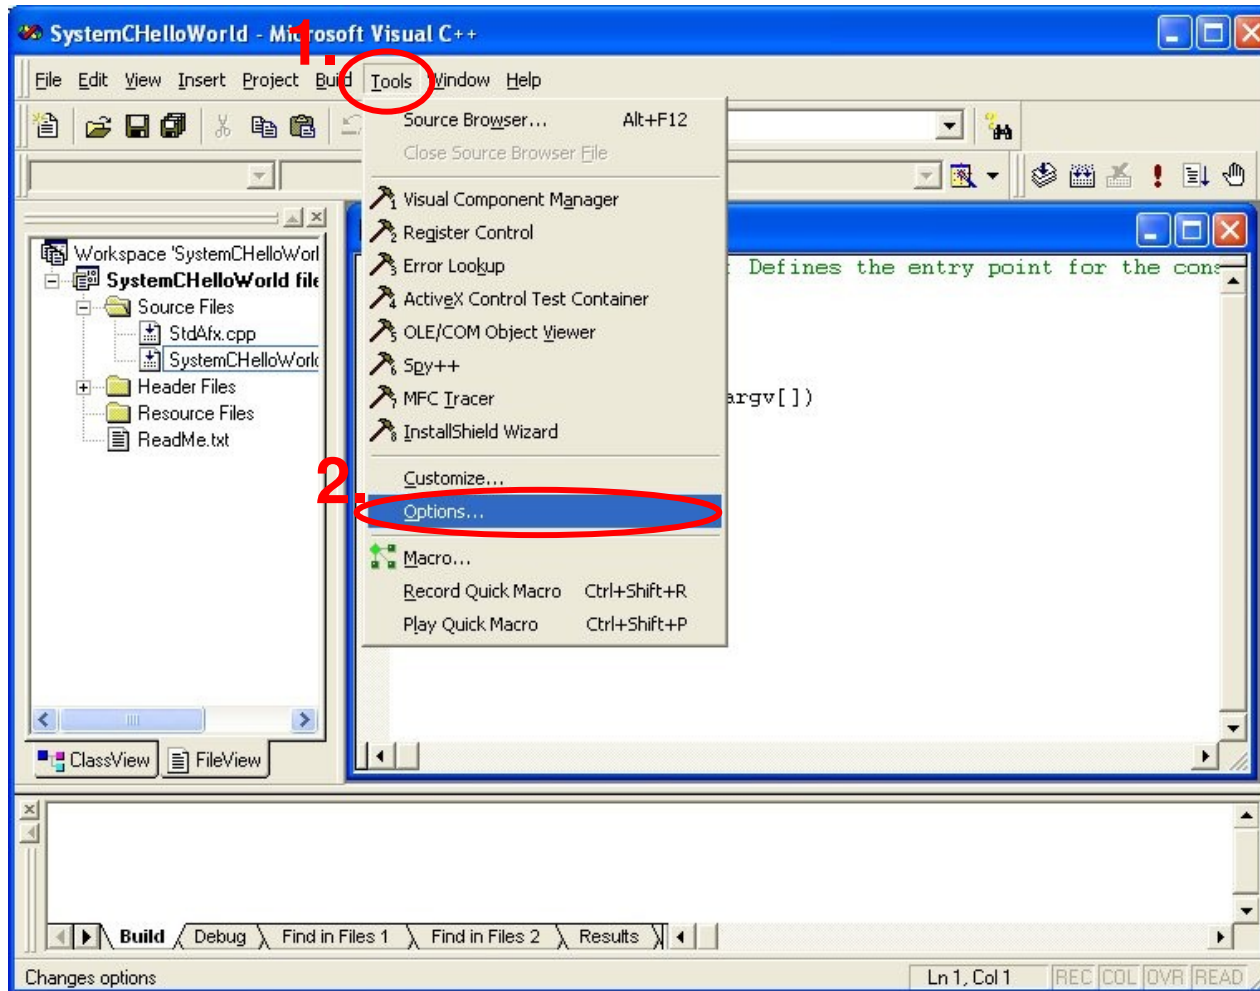 SystemCHelloWorld - Microsoft Visual C++
1.
File Edit View Insert Project Build Tools Window Help
Source Browser... Alt+F12
Close Source Browser File
Visual Component Manager
Register Control
Error Lookup
ActiveX Control Test Container
OLE/COM Object Viewer
Spy++
MFC Tracer
InstallShield Wizard
Customize...
2.
Options...
Macro...
Record Quick Macro Ctrl+Shift+R
Play Quick Macro Ctrl+Shift+P
Workspace 'SystemCHelloWorl
SystemCHelloWorld file
Source Files
StdAfx.cpp
SystemCHelloWorld
Header Files
Resource Files
ReadMe.txt
: Defines the entry point for the cons
argv[])
ClassView FileView
Build Debug Find in Files 1 Find in Files 2 Results
Changes options
Ln 1, Col 1 REC COL OVR READ